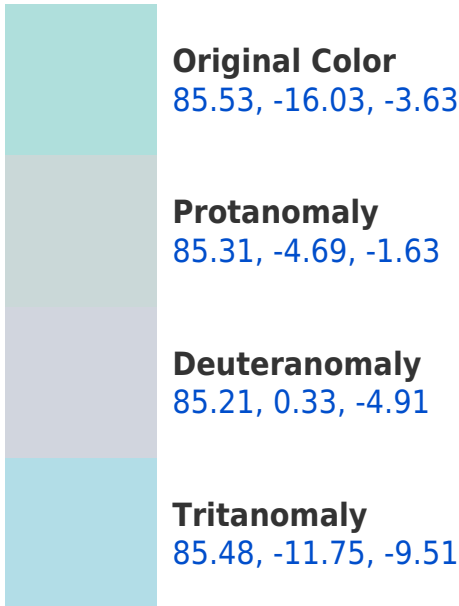 Original Color
85.53, -16.03, -3.63
Protanomaly
85.31, -4.69, -1.63
Deuteranomaly
85.21, 0.33, -4.91
Tritanomaly
85.48, -11.75, -9.51